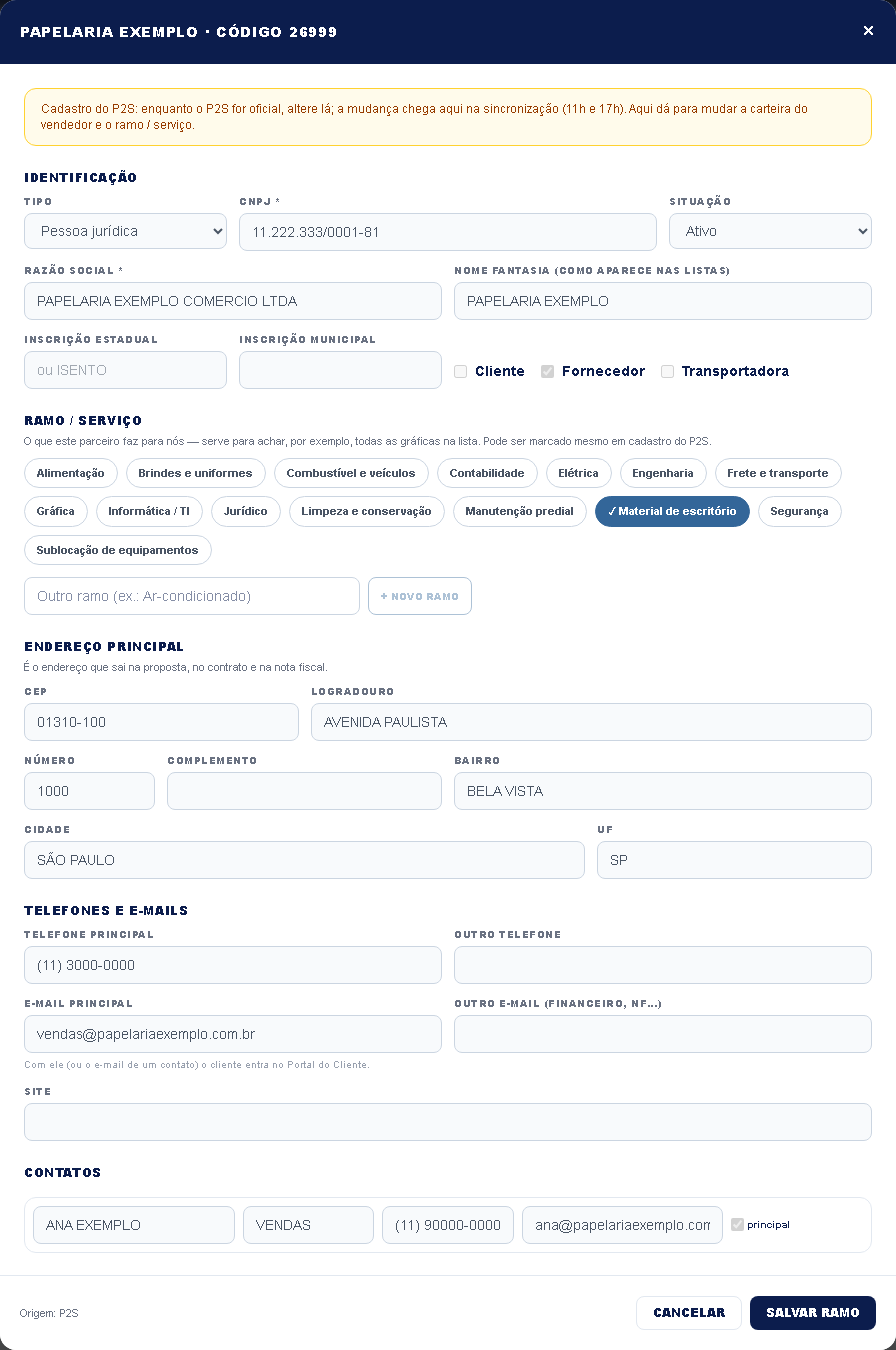 PAPELARIA EXEMPLO · CÓDIGO 26999 ×
Cadastro do P2S: enquanto o P2S for oficial, altere lá; a mudança chega aqui na sincronização (11h e 17h). Aqui dá para mudar a carteira do
vendedor e o ramo / serviço.
IDENTIFICAÇÃO
TIPO CNPJ * SITUAÇÃO
Pessoa jurídica 11.222.333/0001-81 Ativo
RAZÃO SOCIAL * NOME FANTASIA (COMO APARECE NAS LISTAS)
PAPELARIA EXEMPLO COMERCIO LTDA PAPELARIA EXEMPLO
INSCRIÇÃO ESTADUAL INSCRIÇÃO MUNICIPAL
ou ISENTO Cliente Fornecedor Transportadora
RAMO / SERVIÇO
O que este parceiro faz para nós — serve para achar, por exemplo, todas as gráficas na lista. Pode ser marcado mesmo em cadastro do P2S.
Alimentação Brindes e uniformes Combustível e veículos Contabilidade Elétrica Engenharia Frete e transporte
Gráfica Informática / TI Jurídico Limpeza e conservação Manutenção predial ✓ Material de escritório Segurança
Sublocação de equipamentos
Outro ramo (ex.: Ar-condicionado) + NOVO RAMO
ENDEREÇO PRINCIPAL
É o endereço que sai na proposta, no contrato e na nota fiscal.
CEP LOGRADOURO
01310-100 AVENIDA PAULISTA
NÚMERO COMPLEMENTO BAIRRO
1000 BELA VISTA
CIDADE UF
SÃO PAULO SP
TELEFONES E E-MAILS
TELEFONE PRINCIPAL OUTRO TELEFONE
(11) 3000-0000
E-MAIL PRINCIPAL OUTRO E-MAIL (FINANCEIRO, NF...)
vendas@papelariaexemplo.com.br
Com ele (ou o e-mail de um contato) o cliente entra no Portal do Cliente.
SITE
CONTATOS
ANA EXEMPLO VENDAS (11) 90000-0000 ana@papelariaexemplo.com principal
Origem: P2S CANCELAR SALVAR RAMO